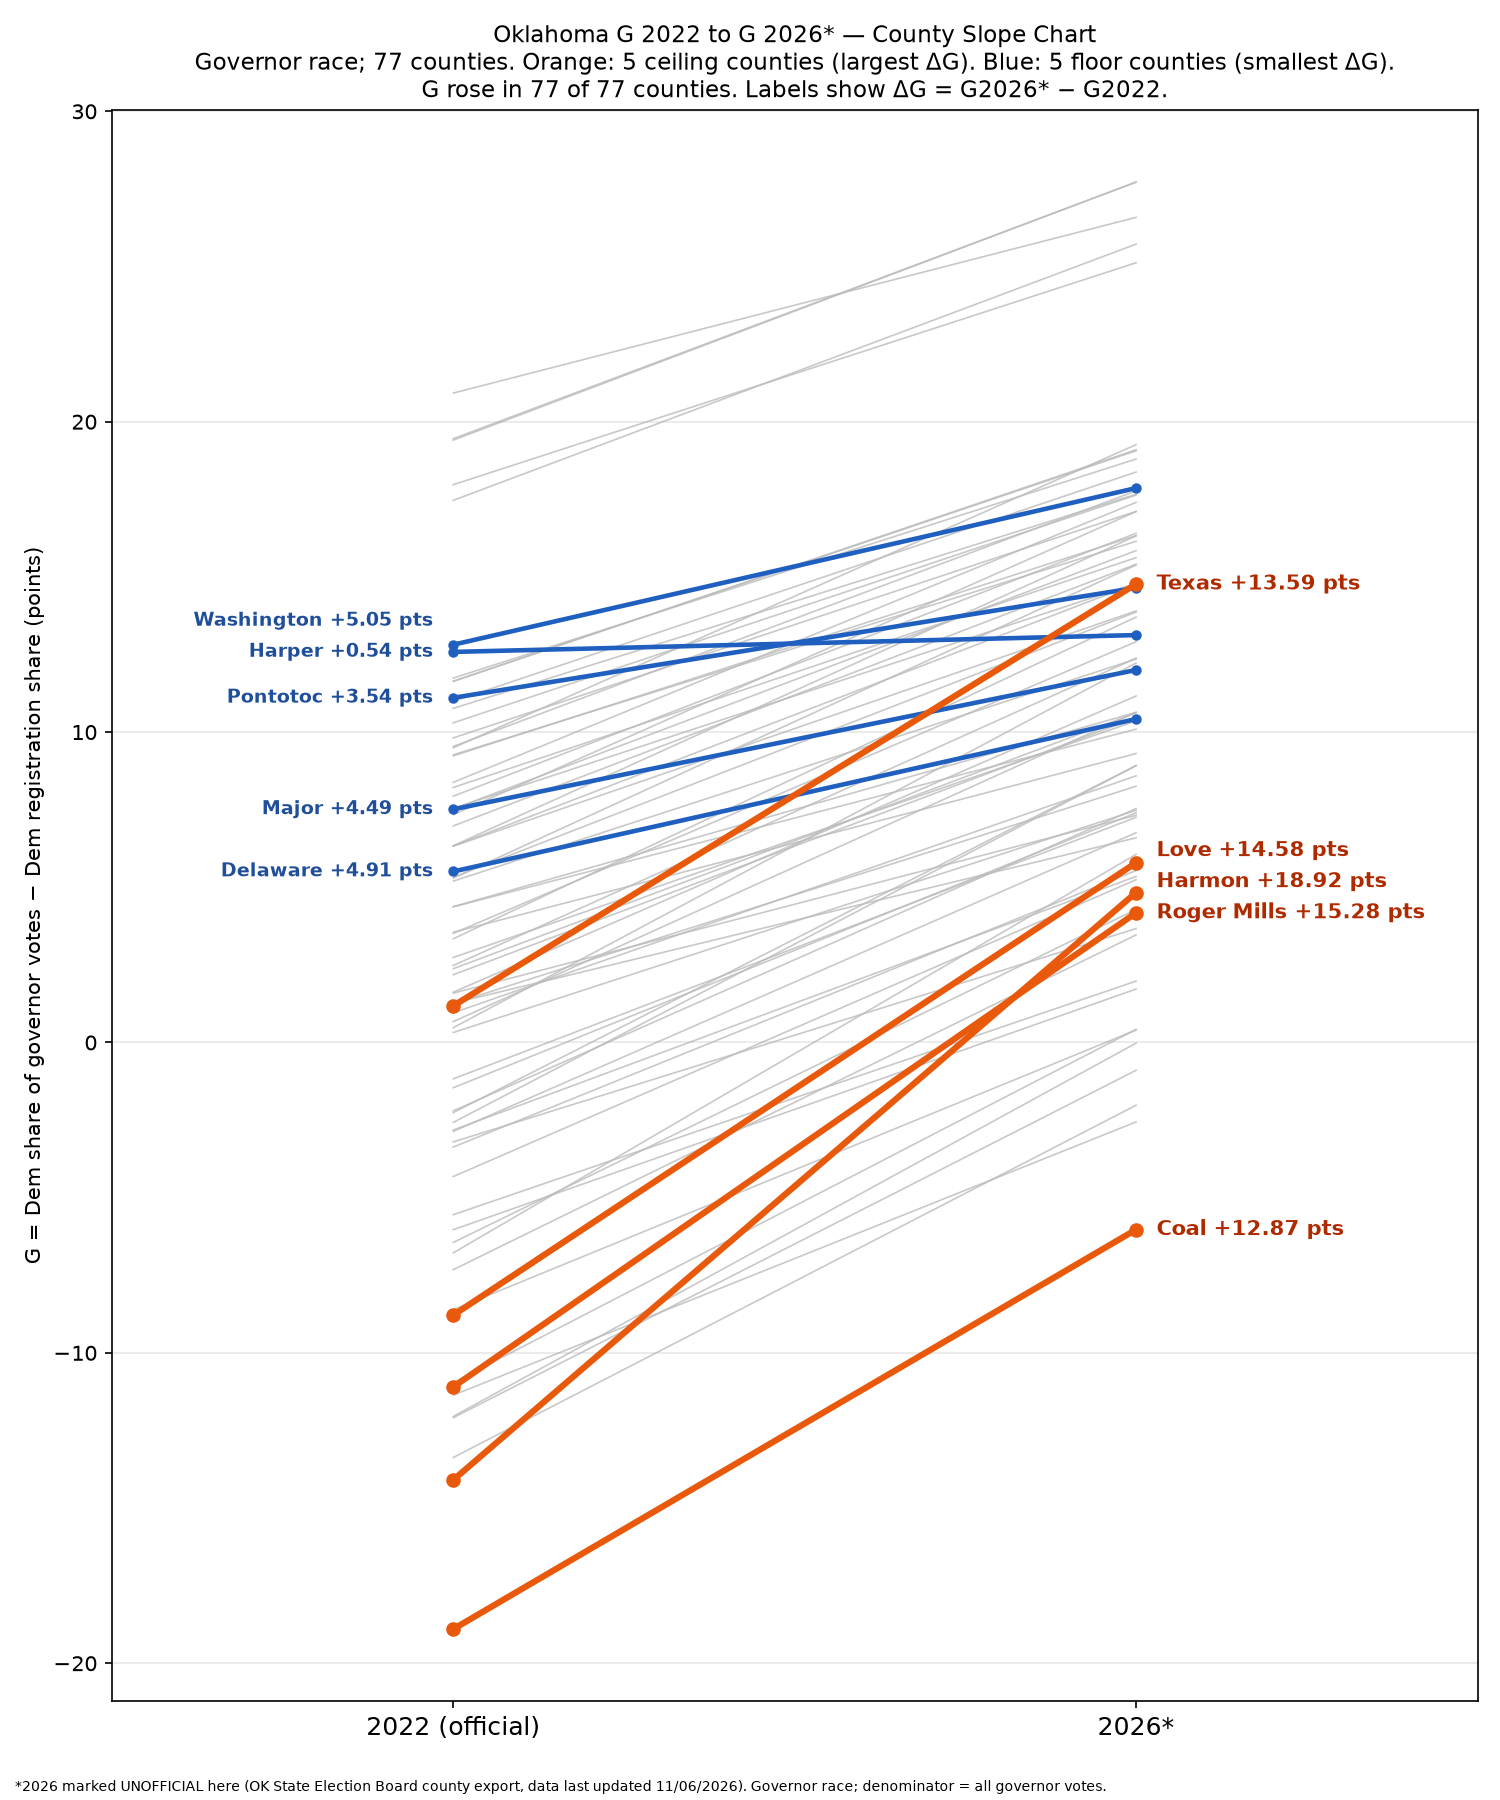 Oklahoma G 2022 to G 2026* — County Slope Chart
Governor race; 77 counties. Orange: 5 ceiling counties (largest ΔG). Blue: 5 floor counties (smallest ΔG).
G rose in 77 of 77 counties. Labels show ΔG = G2026* − G2022.
G = Dem share of governor votes − Dem registration share (points)
30
20
10
0
−10
−20
Washington +5.05 pts
Harper +0.54 pts
Pontotoc +3.54 pts
Major +4.49 pts
Delaware +4.91 pts
Texas +13.59 pts
Love +14.58 pts
Harmon +18.92 pts
Roger Mills +15.28 pts
Coal +12.87 pts
2022 (official)
2026*
*2026 marked UNOFFICIAL here (OK State Election Board county export, data last updated 11/06/2026). Governor race; denominator = all governor votes.